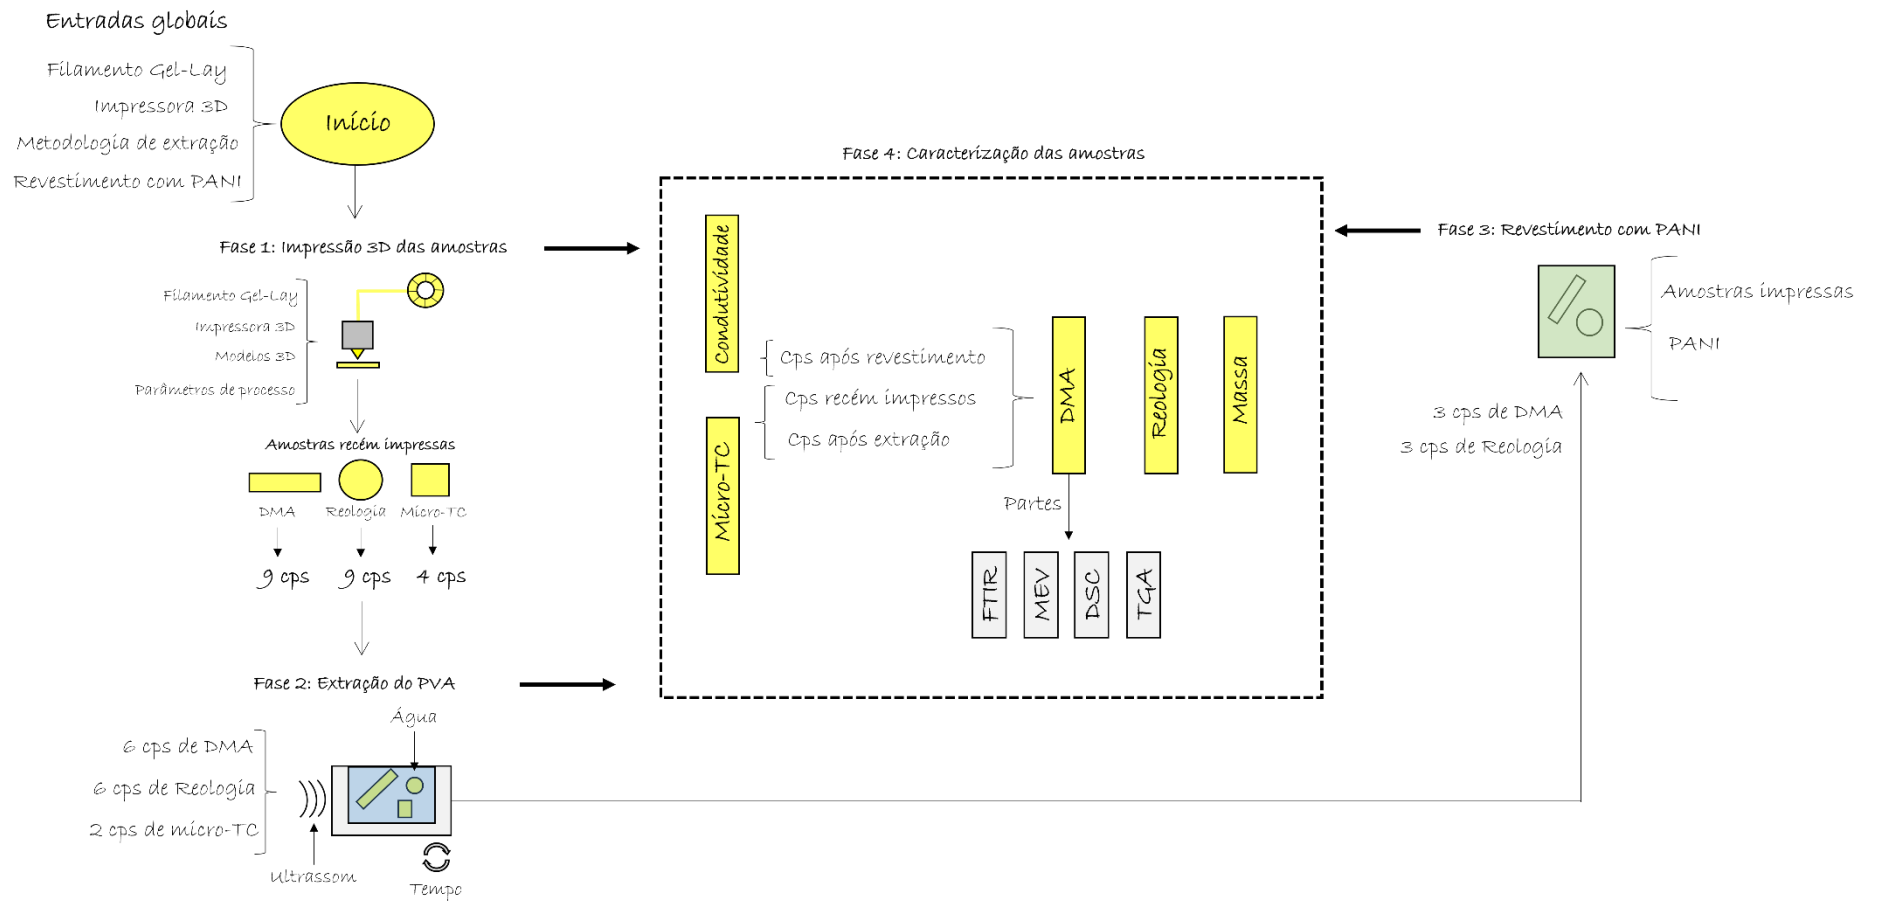 Entradas globais
Filamento Gel-Lay
Impressora 3D
Metodologia de extração
Revestimento com PANI
Início
Fase 1: Impressão 3D das amostras
Filamento Gel-Lay
Impressora 3D
Modelos 3D
Parâmetros de processo
Amostras recém impressas
DMA
Reologia
Micro-TC
9 cps
9 cps
4 cps
Fase 2: Extração do PVA
Água
6 cps de DMA
6 cps de Reologia
2 cps de micro-TC
Ultrassom
Tempo
Fase 4: Caracterização das amostras
Condutividade
Micro-TC
Cps após revestimento
Cps recém impressos
Cps após extração
DMA
Reologia
Massa
Partes
FTIR
MEV
DSC
TGA
Fase 3: Revestimento com PANI
Amostras impressas
PANI
3 cps de DMA
3 cps de Reologia